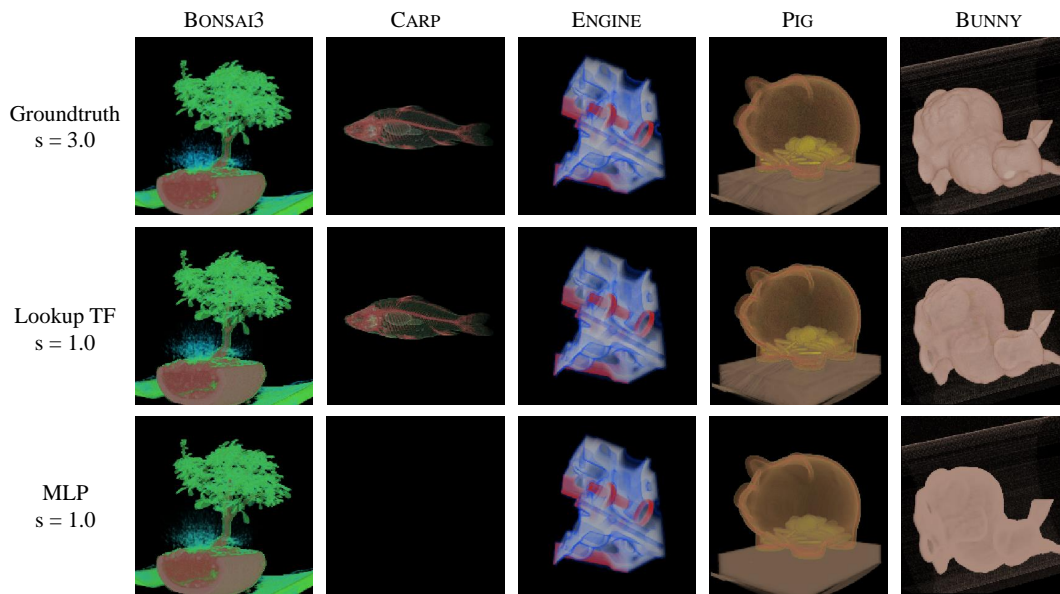 BONSAI3 CARP ENGINE PIG BUNNY
Groundtruth
s = 3.0
Lookup TF
s = 1.0
MLP
s = 1.0